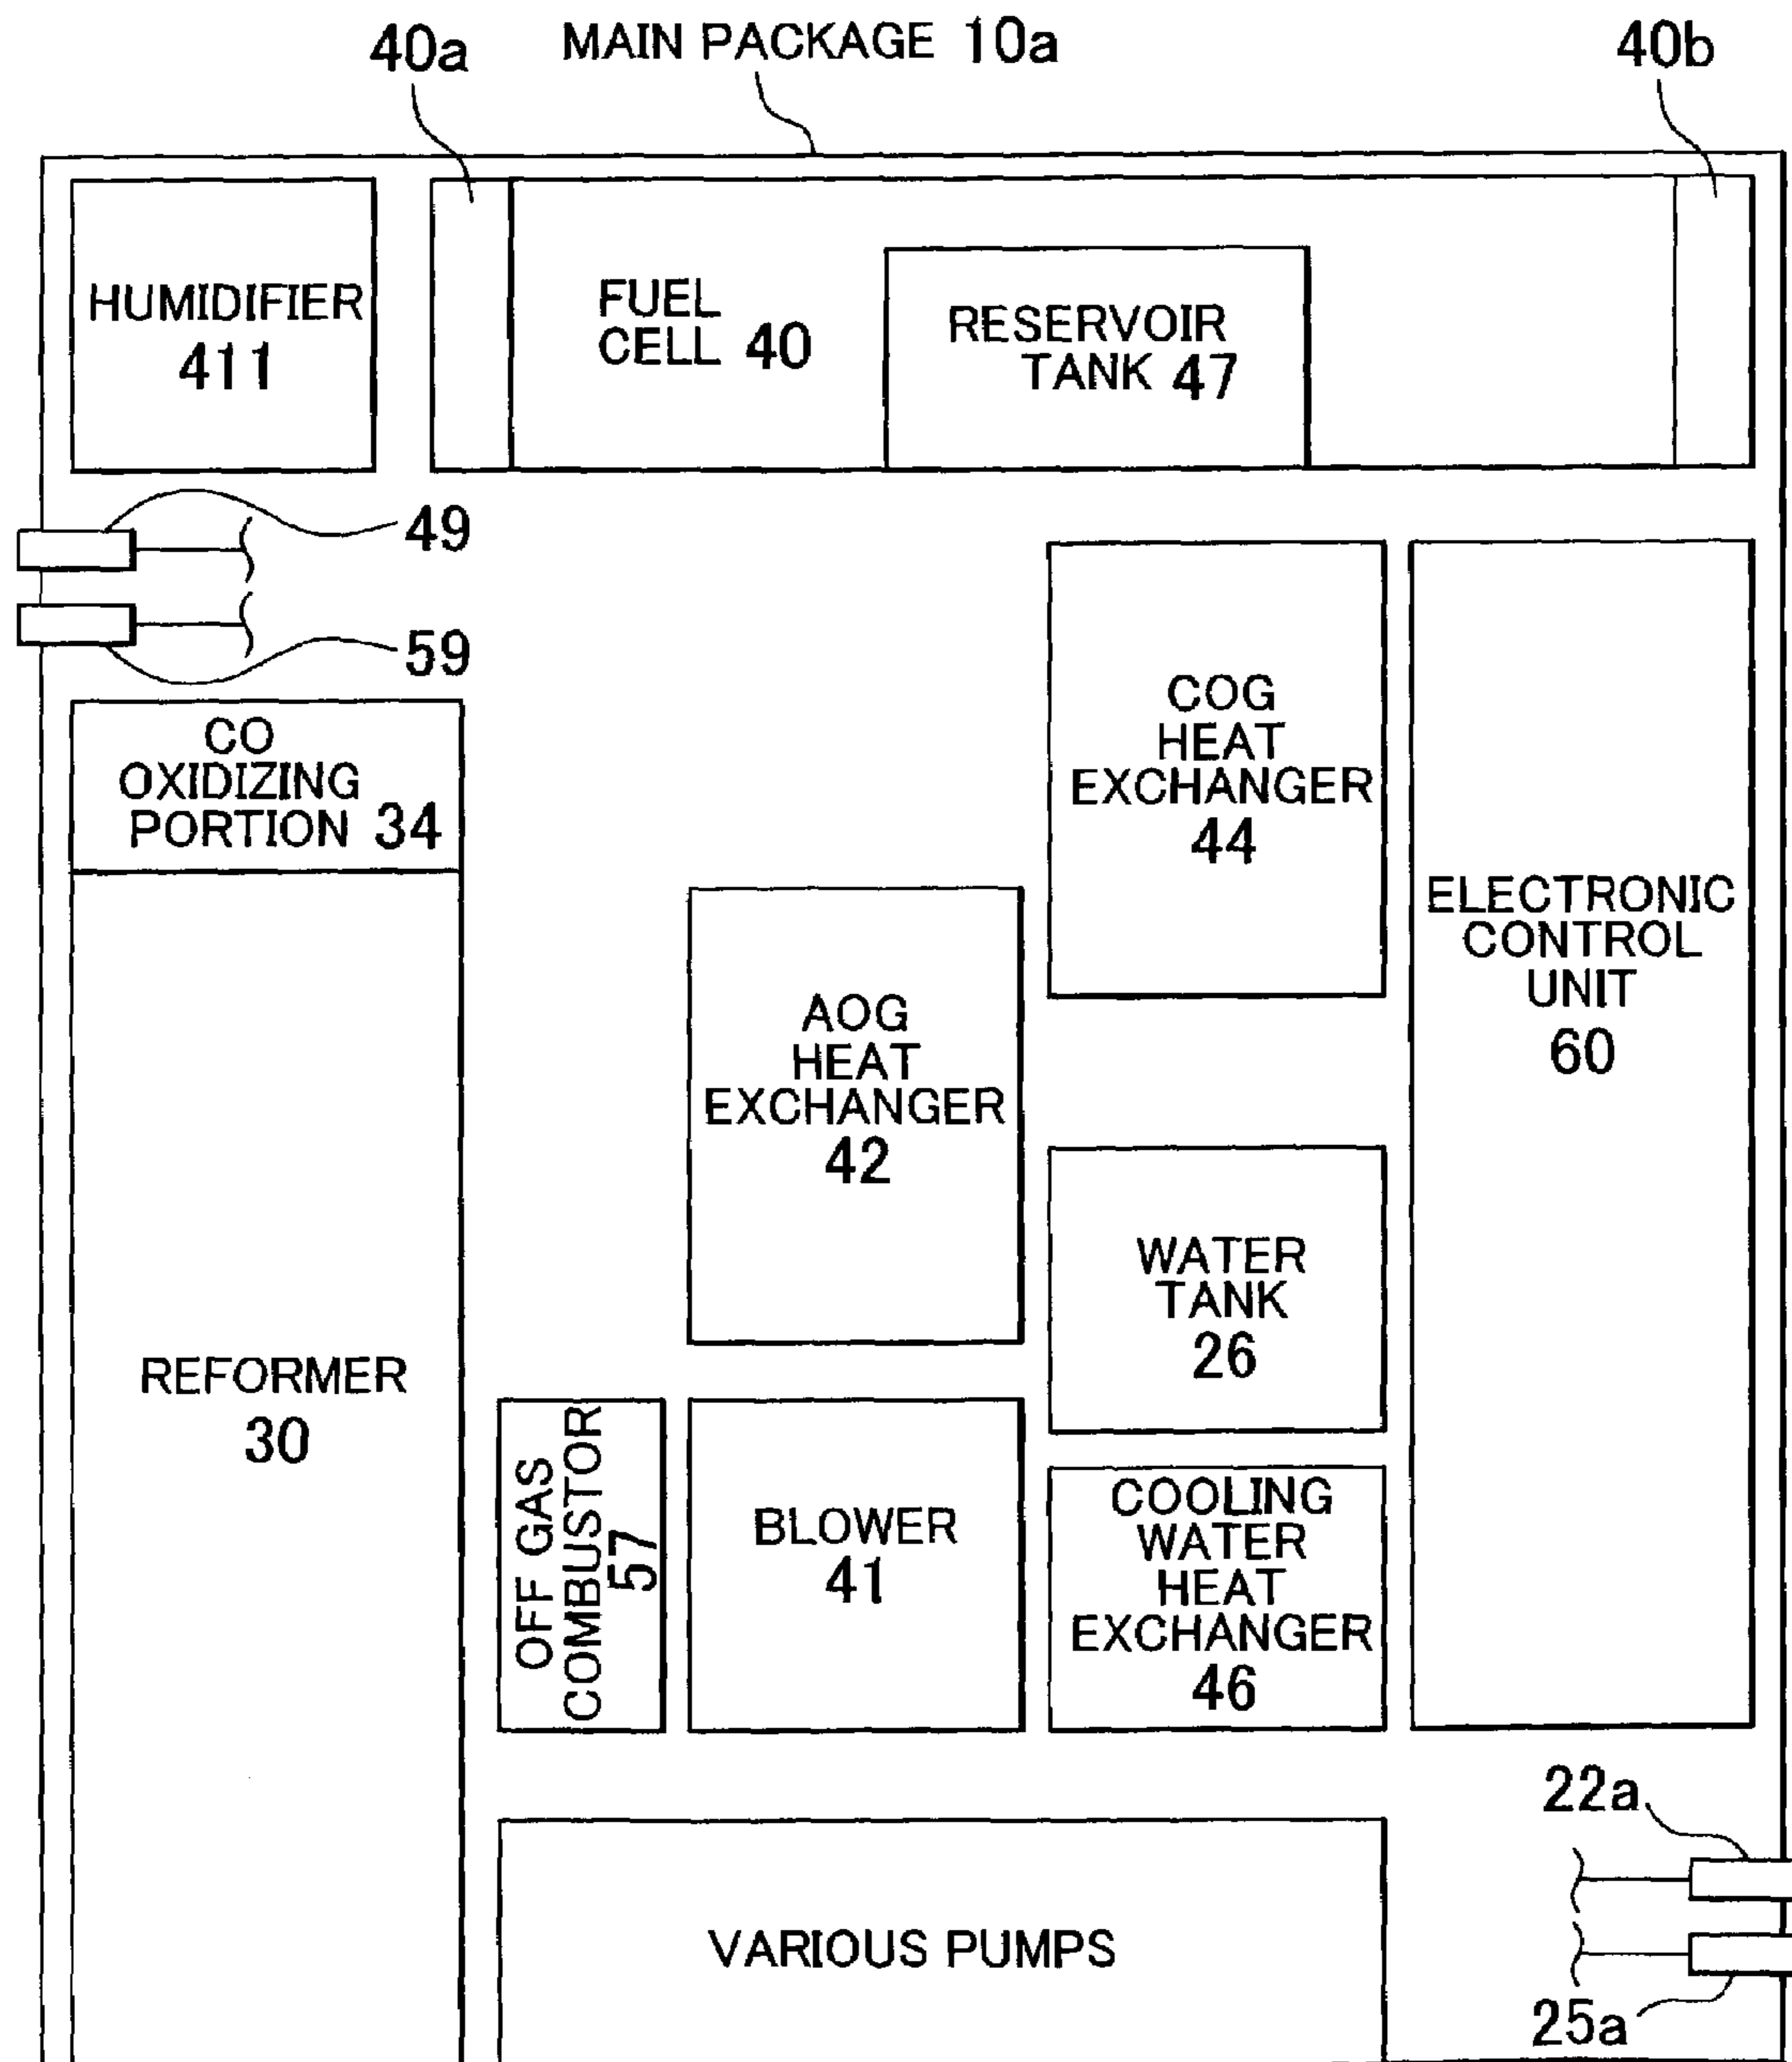 40a
MAIN PACKAGE 10a
40b
HUMIDIFIER
411
FUEL
CELL 40
RESERVOIR
TANK 47
49
59
CO
OXIDIZING
PORTION 34
COG
HEAT
EXCHANGER
44
ELECTRONIC
CONTROL
UNIT
60
AOG
HEAT
EXCHANGER
42
WATER
TANK
26
REFORMER
30
OFF GAS
COMBUSTOR
57
BLOWER
41
COOLING
WATER
HEAT
EXCHANGER
46
22a
VARIOUS PUMPS
25a